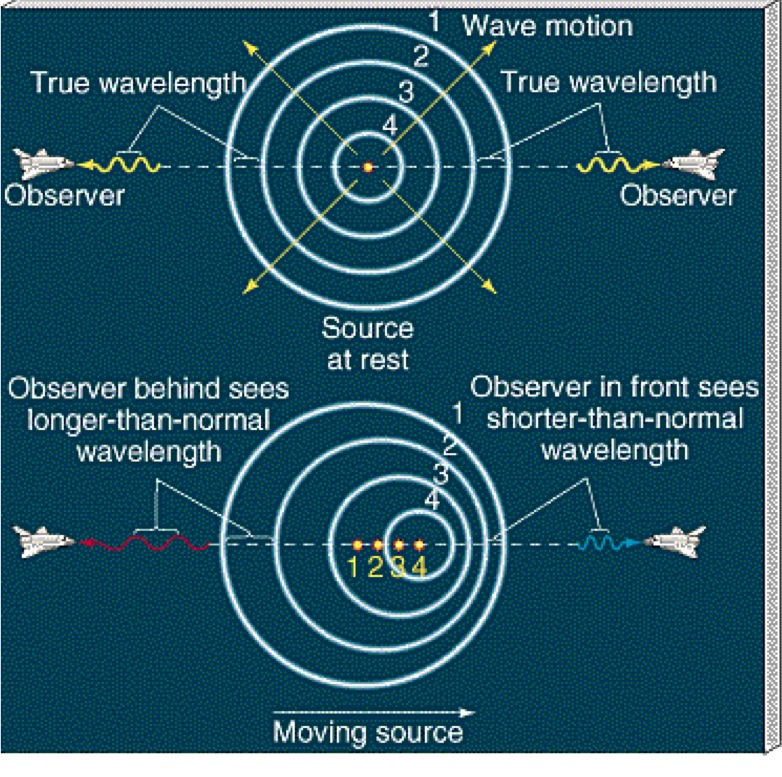 1 Wave motion
2
True wavelength
True wavelength
3
4
Observer
Observer
Source
at rest
Observer behind sees
longer-than-normal
wavelength
Observer in front sees
shorter-than-normal
wavelength
1
2
3
4
1 2 3 4
Moving source